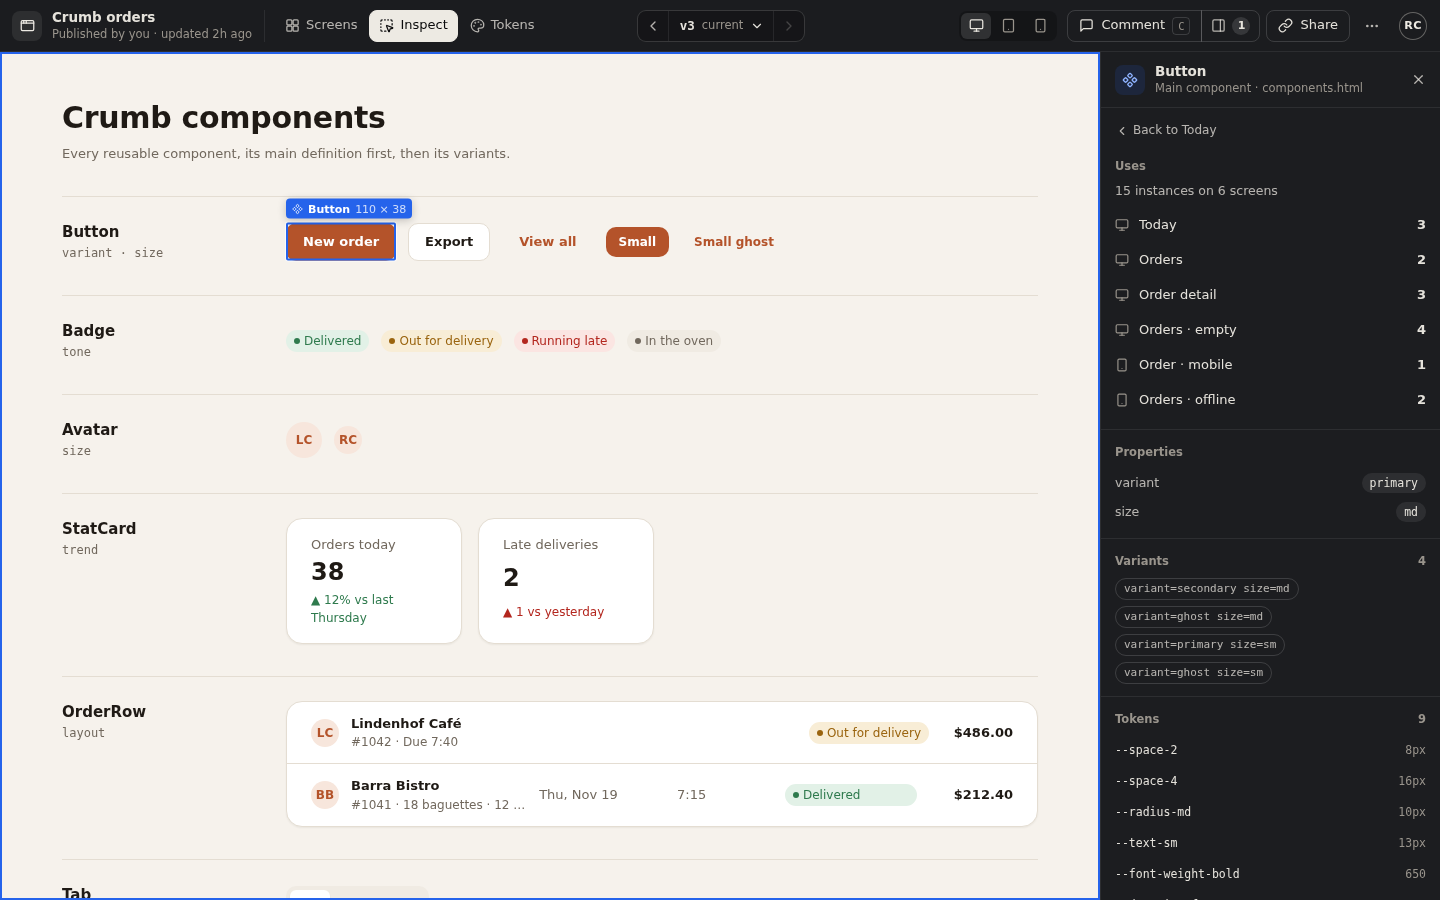 Crumb orders
Published by you · updated 2h ago
Screens
Inspect
Tokens
v3 current
Comment C
1
Share
RC
Crumb components
Every reusable component, its main definition first, then its variants.
Button
variant · size
Button 110 × 38
New order
Export
View all
Small
Small ghost
Badge
tone
Delivered
Out for delivery
Running late
In the oven
Avatar
size
LC
RC
StatCard
trend
Orders today
38
▲ 12% vs last
Thursday
Late deliveries
2
▲ 1 vs yesterday
OrderRow
layout
LC
Lindenhof Café
#1042 · Due 7:40
Out for delivery
$486.00
BB
Barra Bistro
#1041 · 18 baguettes · 12 …
Thu, Nov 19
7:15
Delivered
$212.40
Tab
Button
Main component · components.html
Back to Today
Uses
15 instances on 6 screens
Today 3
Orders 2
Order detail 3
Orders · empty 4
Order · mobile 1
Orders · offline 2
Properties
variant primary
size md
Variants 4
variant=secondary size=md
variant=ghost size=md
variant=primary size=sm
variant=ghost size=sm
Tokens 9
--space-2 8px
--space-4 16px
--radius-md 10px
--text-sm 13px
--font-weight-bold 650